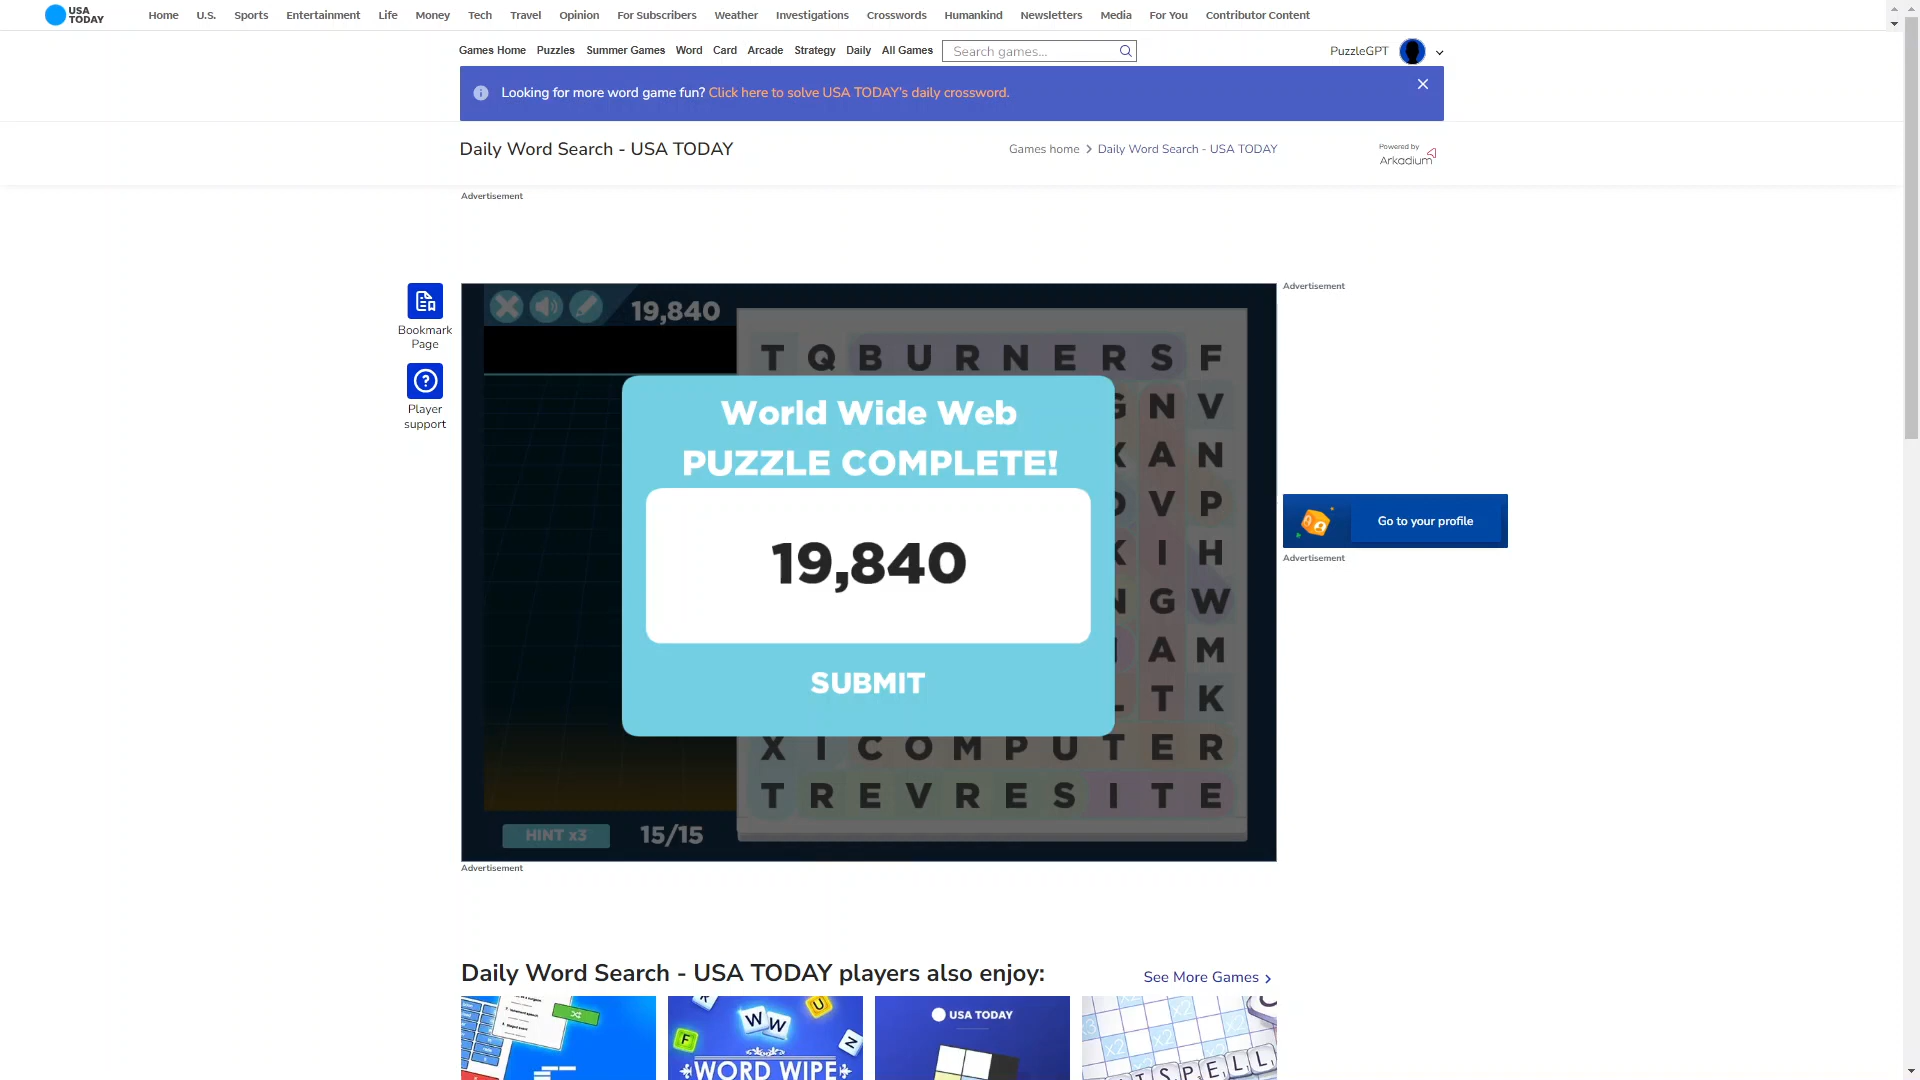 USA TODAY
Home U.S. Sports Entertainment Life Money Tech Travel Opinion For Subscribers Weather Investigations Crosswords Humankind Newsletters Media For You Contributor Content
Games Home Puzzles Summer Games Word Card Arcade Strategy Daily All Games Search games... PuzzleGPT
Looking for more word game fun? Click here to solve USA TODAY's daily crossword.
Daily Word Search - USA TODAY
Games home > Daily Word Search - USA TODAY
Powered by
Arkadium
Advertisement
Bookmark
Page
Player
support
Advertisement
19,840
T Q B U R N E R S F
World Wide Web
N V
PUZZLE COMPLETE!
A N
V P
19,840
I H
G W
A M
SUBMIT
T K
X I C O M P U T E R
T R E V R E S I T E
HINT x3 15/15
Go to your profile
Advertisement
Advertisement
Daily Word Search - USA TODAY players also enjoy:
See More Games >
W W
U
F
N
WORD WIPE
USA TODAY
X2
X2
X2
T S P E L L